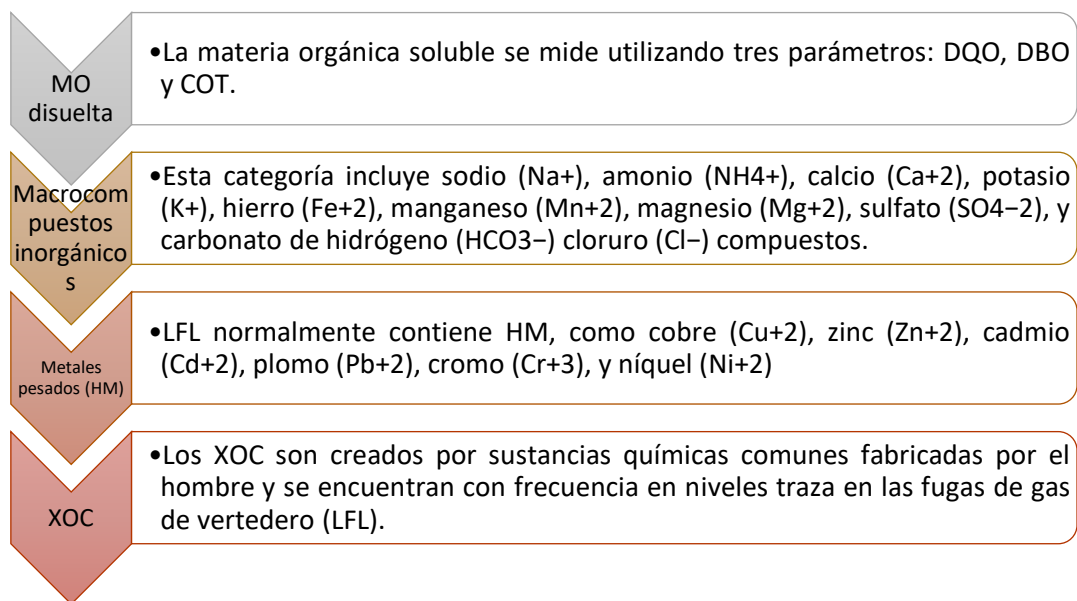 MO
disuelta
•La materia orgánica soluble se mide utilizando tres parámetros: DQO, DBO
y COT.
Macrocom
puestos
inorgánico
s
•Esta categoría incluye sodio (Na+), amonio (NH4+), calcio (Ca+2), potasio
(K+), hierro (Fe+2), manganeso (Mn+2), magnesio (Mg+2), sulfato (SO4−2), y
carbonato de hidrógeno (HCO3−) cloruro (Cl−) compuestos.
Metales
pesados (HM)
•LFL normalmente contiene HM, como cobre (Cu+2), zinc (Zn+2), cadmio
(Cd+2), plomo (Pb+2), cromo (Cr+3), y níquel (Ni+2)
XOC
•Los XOC son creados por sustancias químicas comunes fabricadas por el
hombre y se encuentran con frecuencia en niveles traza en las fugas de gas
de vertedero (LFL).